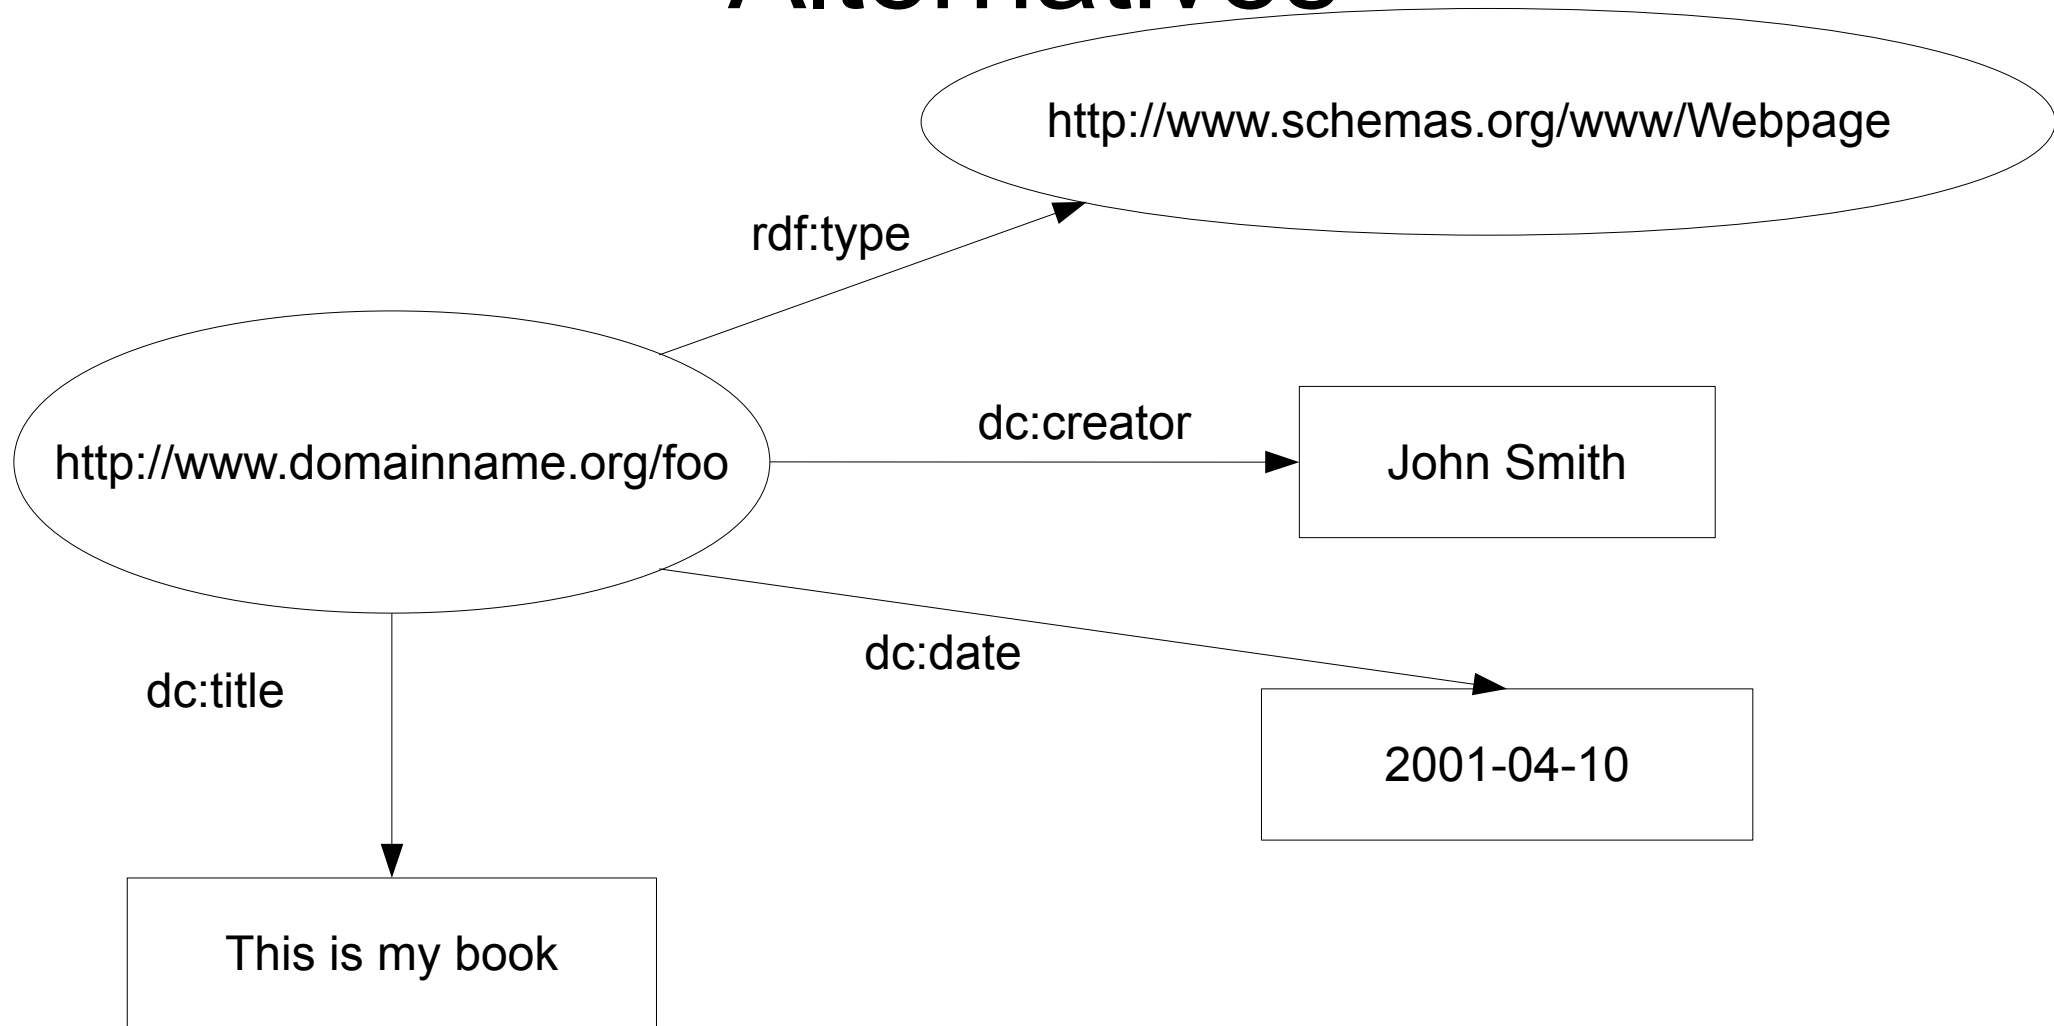 Alternatives
http://www.schemas.org/www/Webpage
rdf:type
http://www.domainname.org/foo
dc:creator
John Smith
dc:date
dc:title
2001-04-10
This is my book